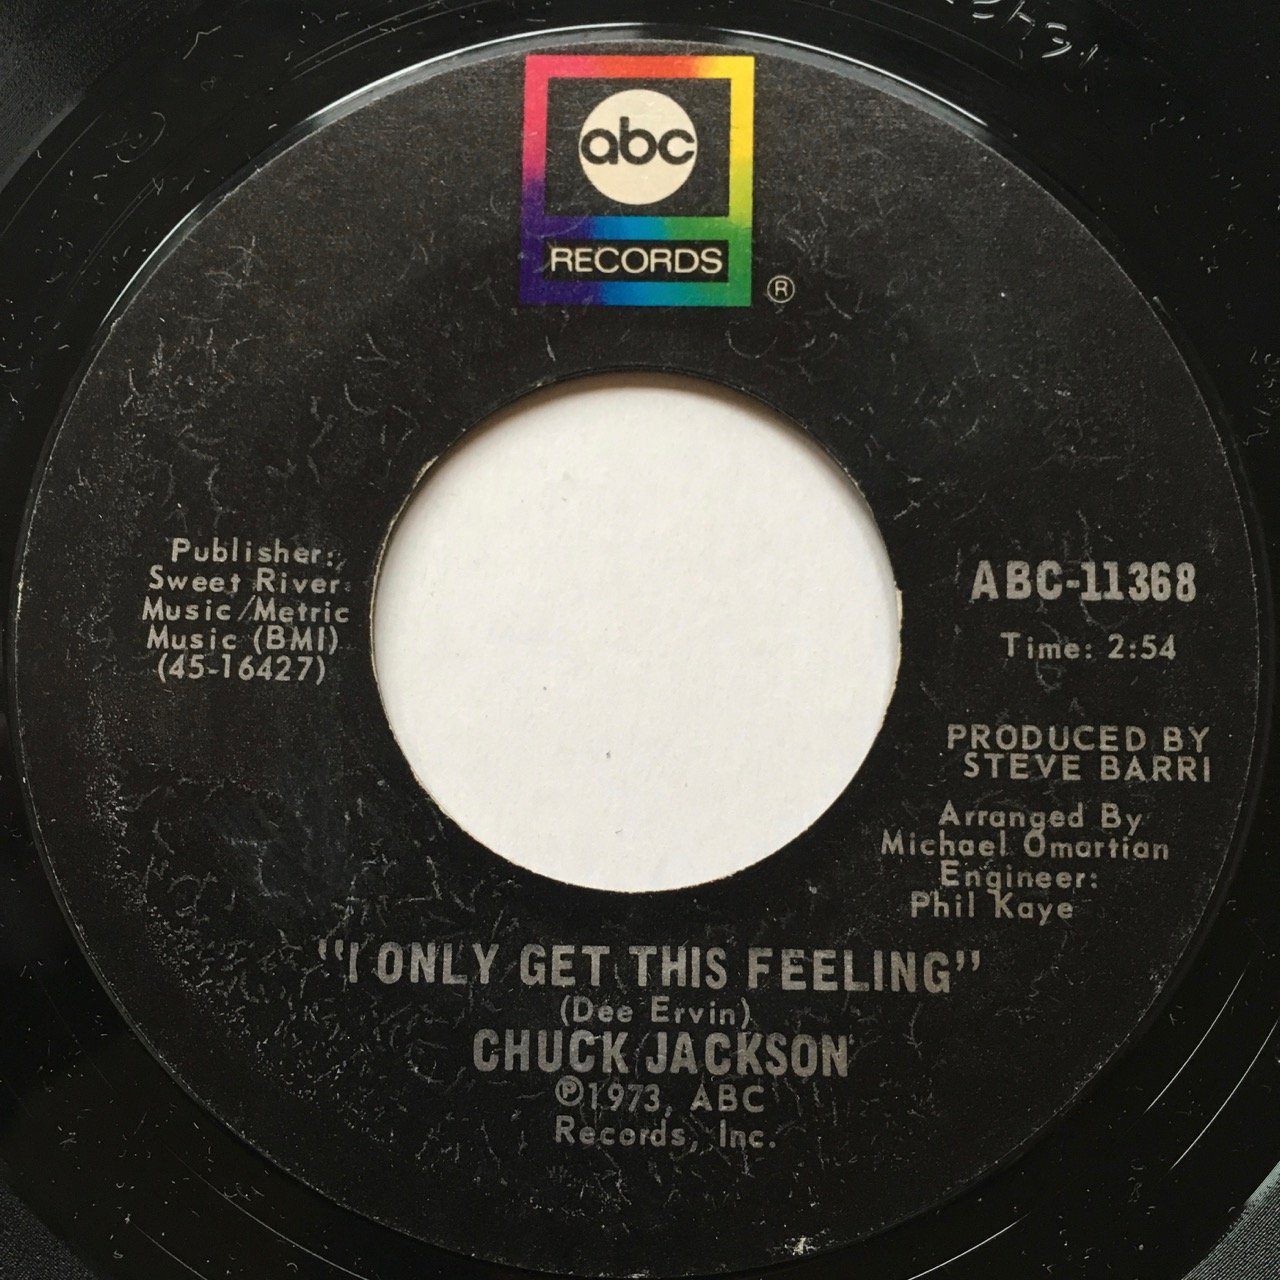 abc
RECORDS
®
Publisher:
Sweet River
Music/Metric
Music (BMI)
(45-16427)
ABC-11368
Time: 2:54
PRODUCED BY
STEVE BARRI
Arranged By
Michael Omartian
Engineer:
Phil Kaye
"I ONLY GET THIS FEELING"
(Dee Ervin)
CHUCK JACKSON
℗1973, ABC
Records, Inc.